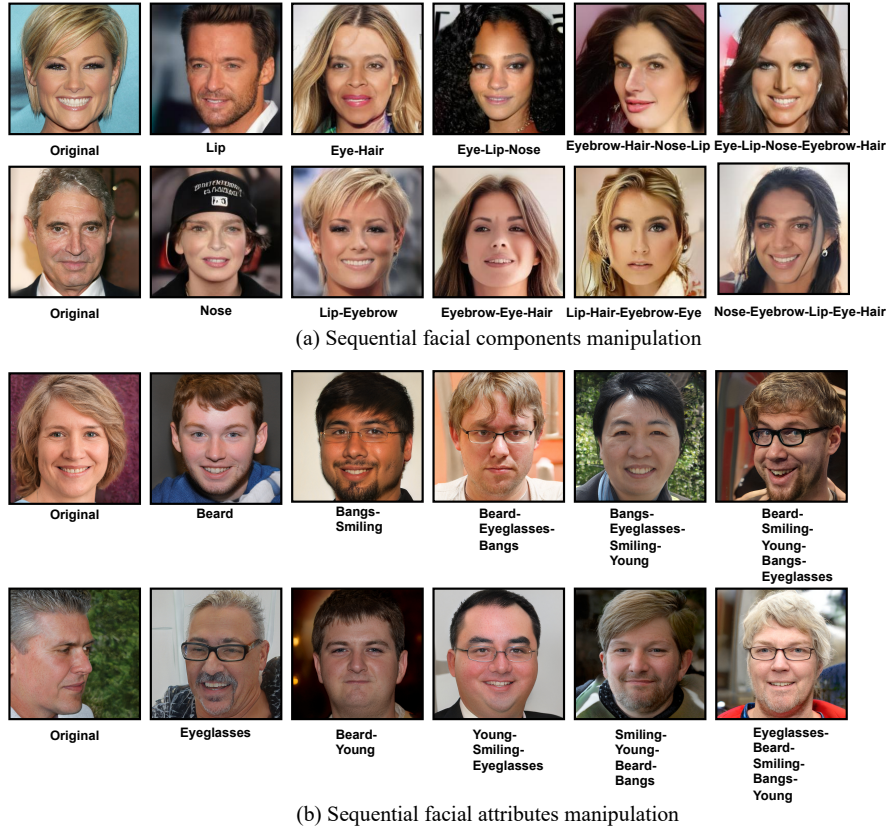 Original
Lip
Eye-Hair
Eye-Lip-Nose
Eyebrow-Hair-Nose-Lip
Eye-Lip-Nose-Eyebrow-Hair
Original
Nose
Lip-Eyebrow
Eyebrow-Eye-Hair
Lip-Hair-Eyebrow-Eye
Nose-Eyebrow-Lip-Eye-Hair
(a) Sequential facial components manipulation
Original
Beard
Bangs-
Smiling
Beard-
Eyeglasses-
Bangs
Bangs-
Eyeglasses-
Smiling-
Young
Beard-
Smiling-
Young-
Bangs-
Eyeglasses
Original
Eyeglasses
Beard-
Young
Young-
Smiling-
Eyeglasses
Smiling-
Young-
Beard-
Bangs
Eyeglasses-
Beard-
Smiling-
Bangs-
Young
(b) Sequential facial attributes manipulation